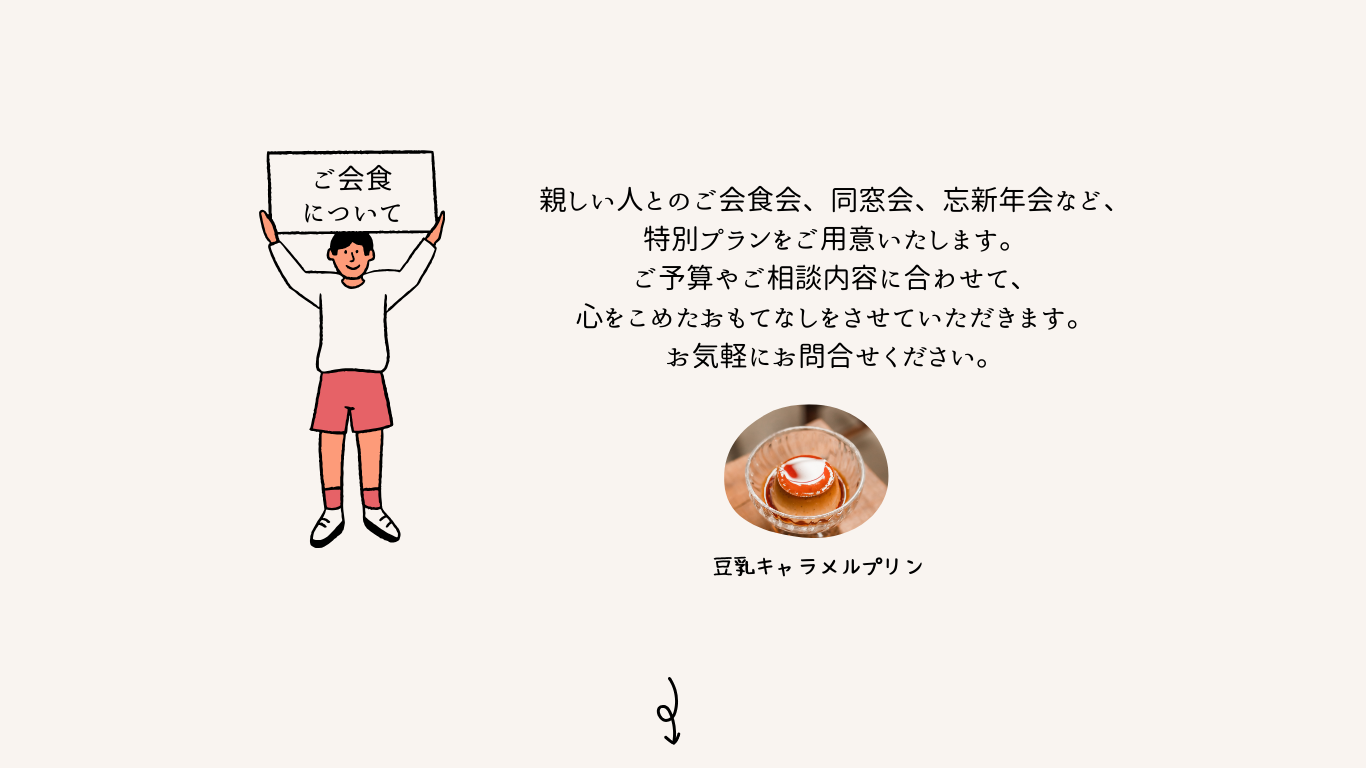 ご会食
について
親しい人とのご会食会、同窓会、忘新年会など、
特別プランをご用意いたします。
ご予算やご相談内容に合わせて、
心をこめたおもてなしをさせていただきます。
お気軽にお問合せください。
豆乳キャラメルプリン